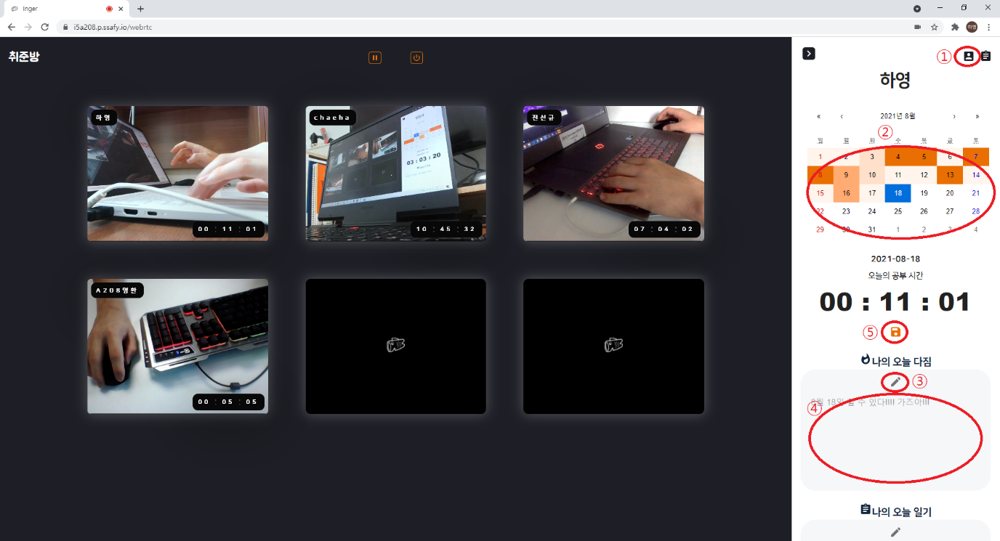 Inger
i5a208.p.ssafy.io/webrtc
하영
취준방
①
하영
2021년 8월
②
일 월 화 수 목 금 토
1 2 3 4 5 6 7
8 9 10 11 12 13 14
15 16 17 18 19 20 21
22 23 24 25 26 27 28
29 30 31 1 2 3 4
2021-08-18
오늘의 공부 시간
00 : 11 : 01
⑤
나의 오늘 다짐
③
8월 18일 할 수 있다!!!! 가즈아!!!
④
나의 오늘 일기
하영
00 : 11 : 01
chaeha
03 : 03 : 20
10 : 45 : 32
전선규
07 : 04 : 02
A208영환
00 : 05 : 05